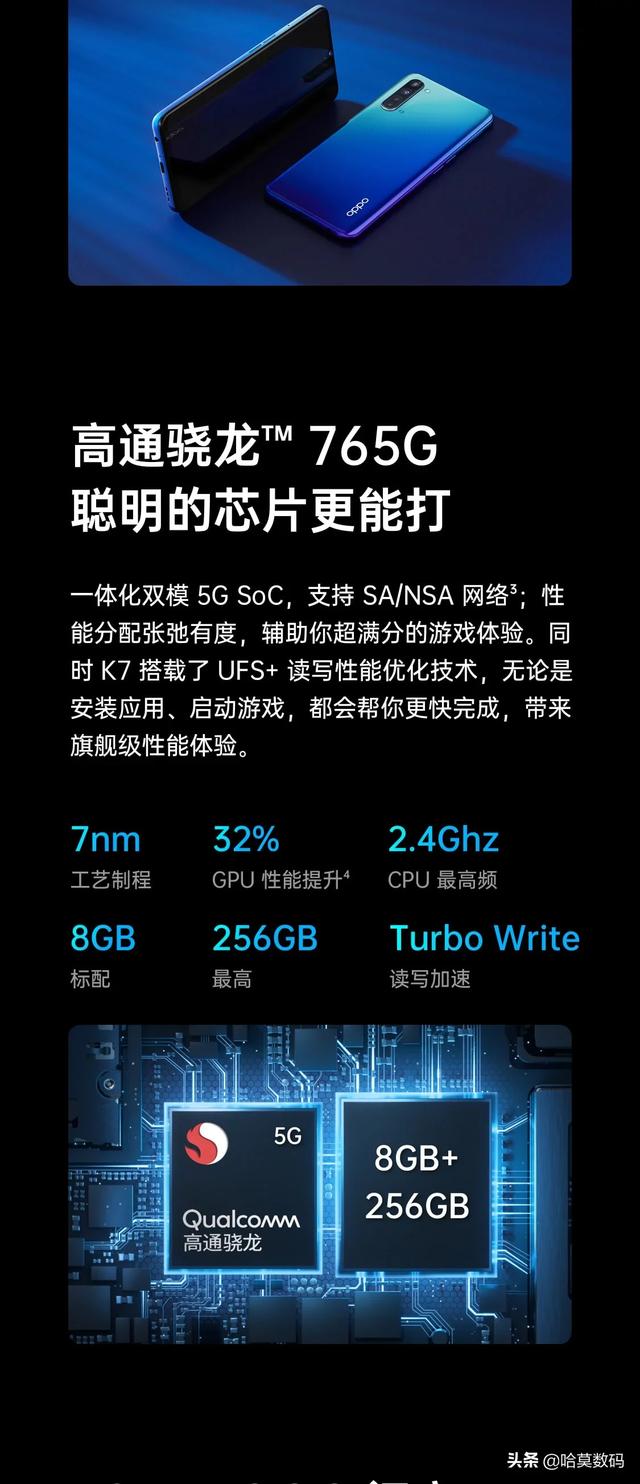 oppo
高通骁龙™ 765G
聪明的芯片更能打
一体化双模 5G SoC，支持 SA/NSA 网络³；性
能分配张弛有度，辅助你超满分的游戏体验。同
时 K7 搭载了 UFS+ 读写性能优化技术，无论是
安装应用、启动游戏，都会帮你更快完成，带来
旗舰级性能体验。
7nm 32% 2.4Ghz
工艺制程 GPU 性能提升⁴ CPU 最高频
8GB 256GB Turbo Write
标配 最高 读写加速
5G
Qualcomm
高通骁龙
8GB+
256GB
头条 @哈莫数码